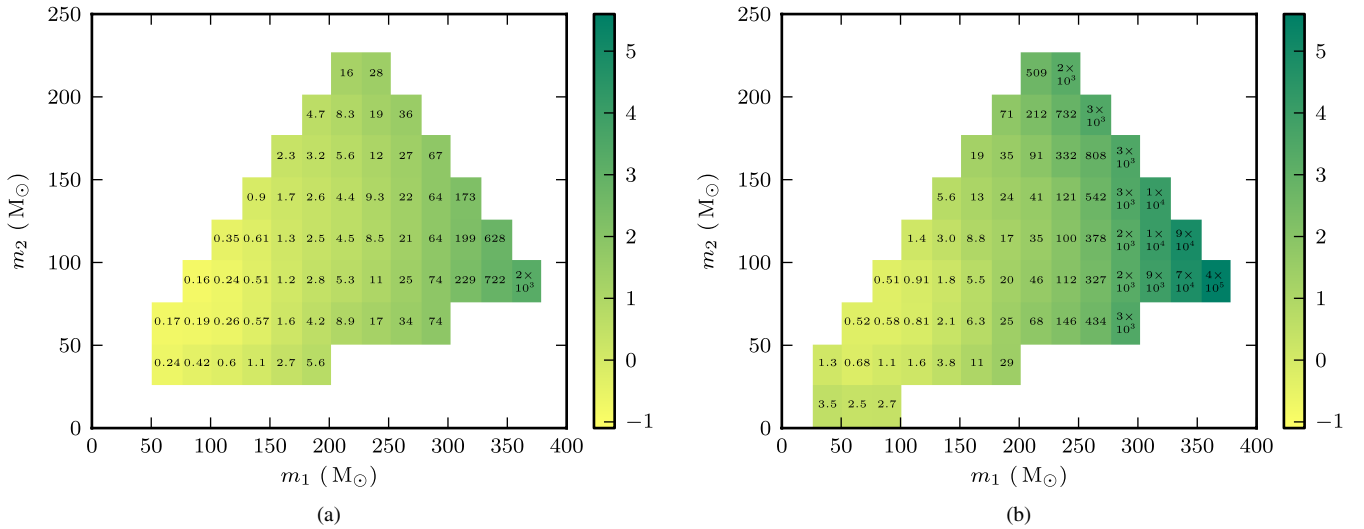 250
200
150
100
50
0
m₂ ( M⊙ )
16 28
4.7 8.3 19 36
2.3 3.2 5.6 12 27 67
0.9 1.7 2.6 4.4 9.3 22 64 173
0.35 0.61 1.3 2.5 4.5 8.5 21 64 199 628
0.16 0.24 0.51 1.2 2.8 5.3 11 25 74 229 722 2×
10³
0.17 0.19 0.26 0.57 1.6 4.2 8.9 17 34 74
0.24 0.42 0.6 1.1 2.7 5.6
0 50 100 150 200 250 300 350 400
m₁ ( M⊙ )
5
4
3
2
1
0
−1
(a)
250
200
150
100
50
0
m₂ ( M⊙ )
509 2×
10³
71 212 732 3×
10³
19 35 91 332 808 3×
10³
5.6 13 24 41 121 542 3× 1×
10³ 10⁴
1.4 3.0 8.8 17 35 100 378 2× 1× 9×
10³ 10⁴ 10⁴
0.51 0.91 1.8 5.5 20 46 112 327 2× 9× 7× 4×
10³ 10³ 10⁴ 10⁵
0.52 0.58 0.81 2.1 6.3 25 68 146 434 3×
10³
1.3 0.68 1.1 1.6 3.8 11 29
3.5 2.5 2.7
0 50 100 150 200 250 300 350 400
m₁ ( M⊙ )
5
4
3
2
1
0
−1
(b)